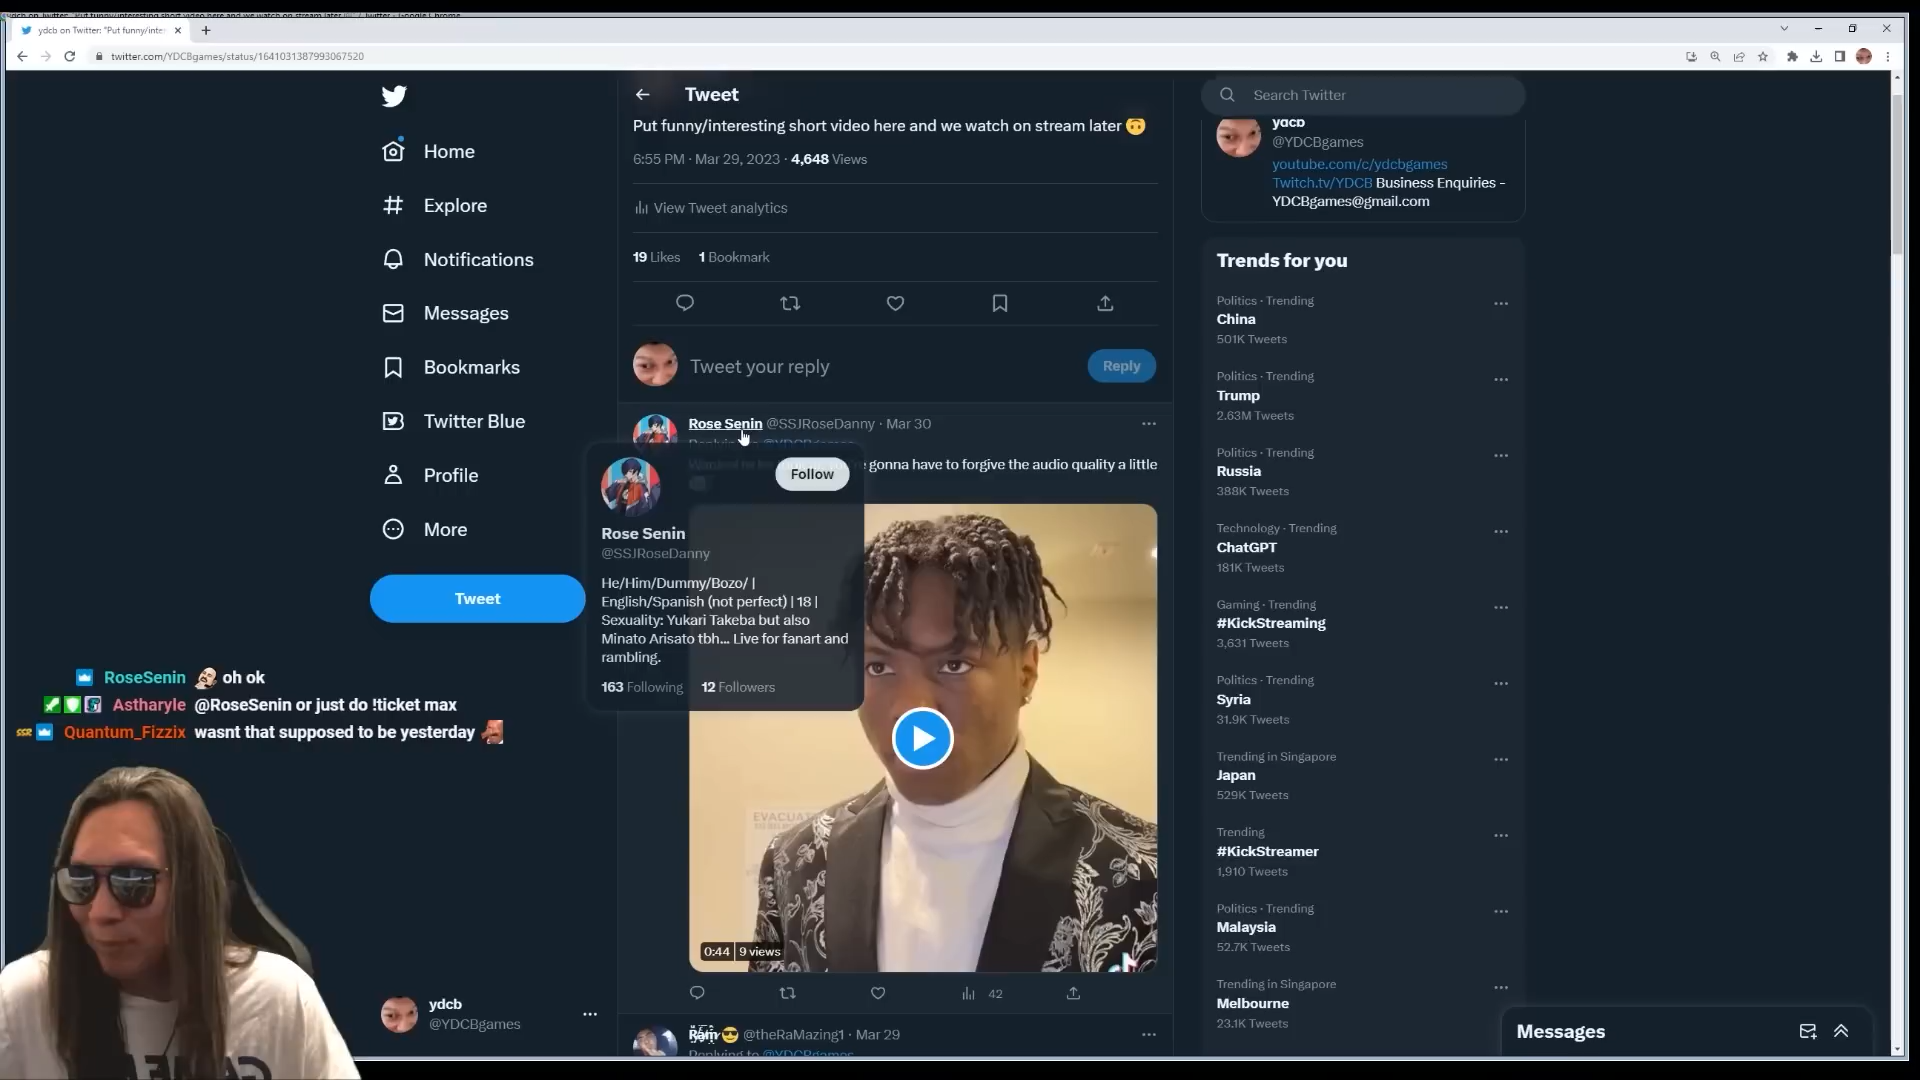 ydcb on Twitter: "Put funny/inte
twitter.com/YDCBgames/status/1641031387993067520
Home
Explore
Notifications
Messages
Bookmarks
Twitter Blue
Profile
More
Tweet
ydcb
@YDCBgames
Tweet
Put funny/interesting short video here and we watch on stream later 🙃
6:55 PM · Mar 29, 2023 · 4,648 Views
View Tweet analytics
19 Likes 1 Bookmark
Tweet your reply
Reply
Rose Senin @SSJRoseDanny · Mar 30
gonna have to forgive the audio quality a little
Follow
Rose Senin
@SSJRoseDanny
He/Him/Dummy/Bozo/ |
English/Spanish (not perfect) | 18 |
Sexuality: Yukari Takeba but also
Minato Arisato tbh... Live for fanart and
rambling.
163 Following 12 Followers
0:44 9 views
42
Ram 😎 @theRaMazing1 · Mar 29
Replying to @YDCBgames
Search Twitter
ydcb
@YDCBgames
youtube.com/c/ydcbgames
Twitch.tv/YDCB Business Enquiries -
YDCBgames@gmail.com
Trends for you
Politics · Trending
China
501K Tweets
Politics · Trending
Trump
2.63M Tweets
Politics · Trending
Russia
388K Tweets
Technology · Trending
ChatGPT
181K Tweets
Gaming · Trending
#KickStreaming
3,631 Tweets
Politics · Trending
Syria
31.9K Tweets
Trending in Singapore
Japan
529K Tweets
Trending
#KickStreamer
1,910 Tweets
Politics · Trending
Malaysia
52.7K Tweets
Trending in Singapore
Melbourne
23.1K Tweets
Messages
RoseSenin oh ok
Astharyle @RoseSenin or just do !ticket max
Quantum_Fizzix wasnt that supposed to be yesterday